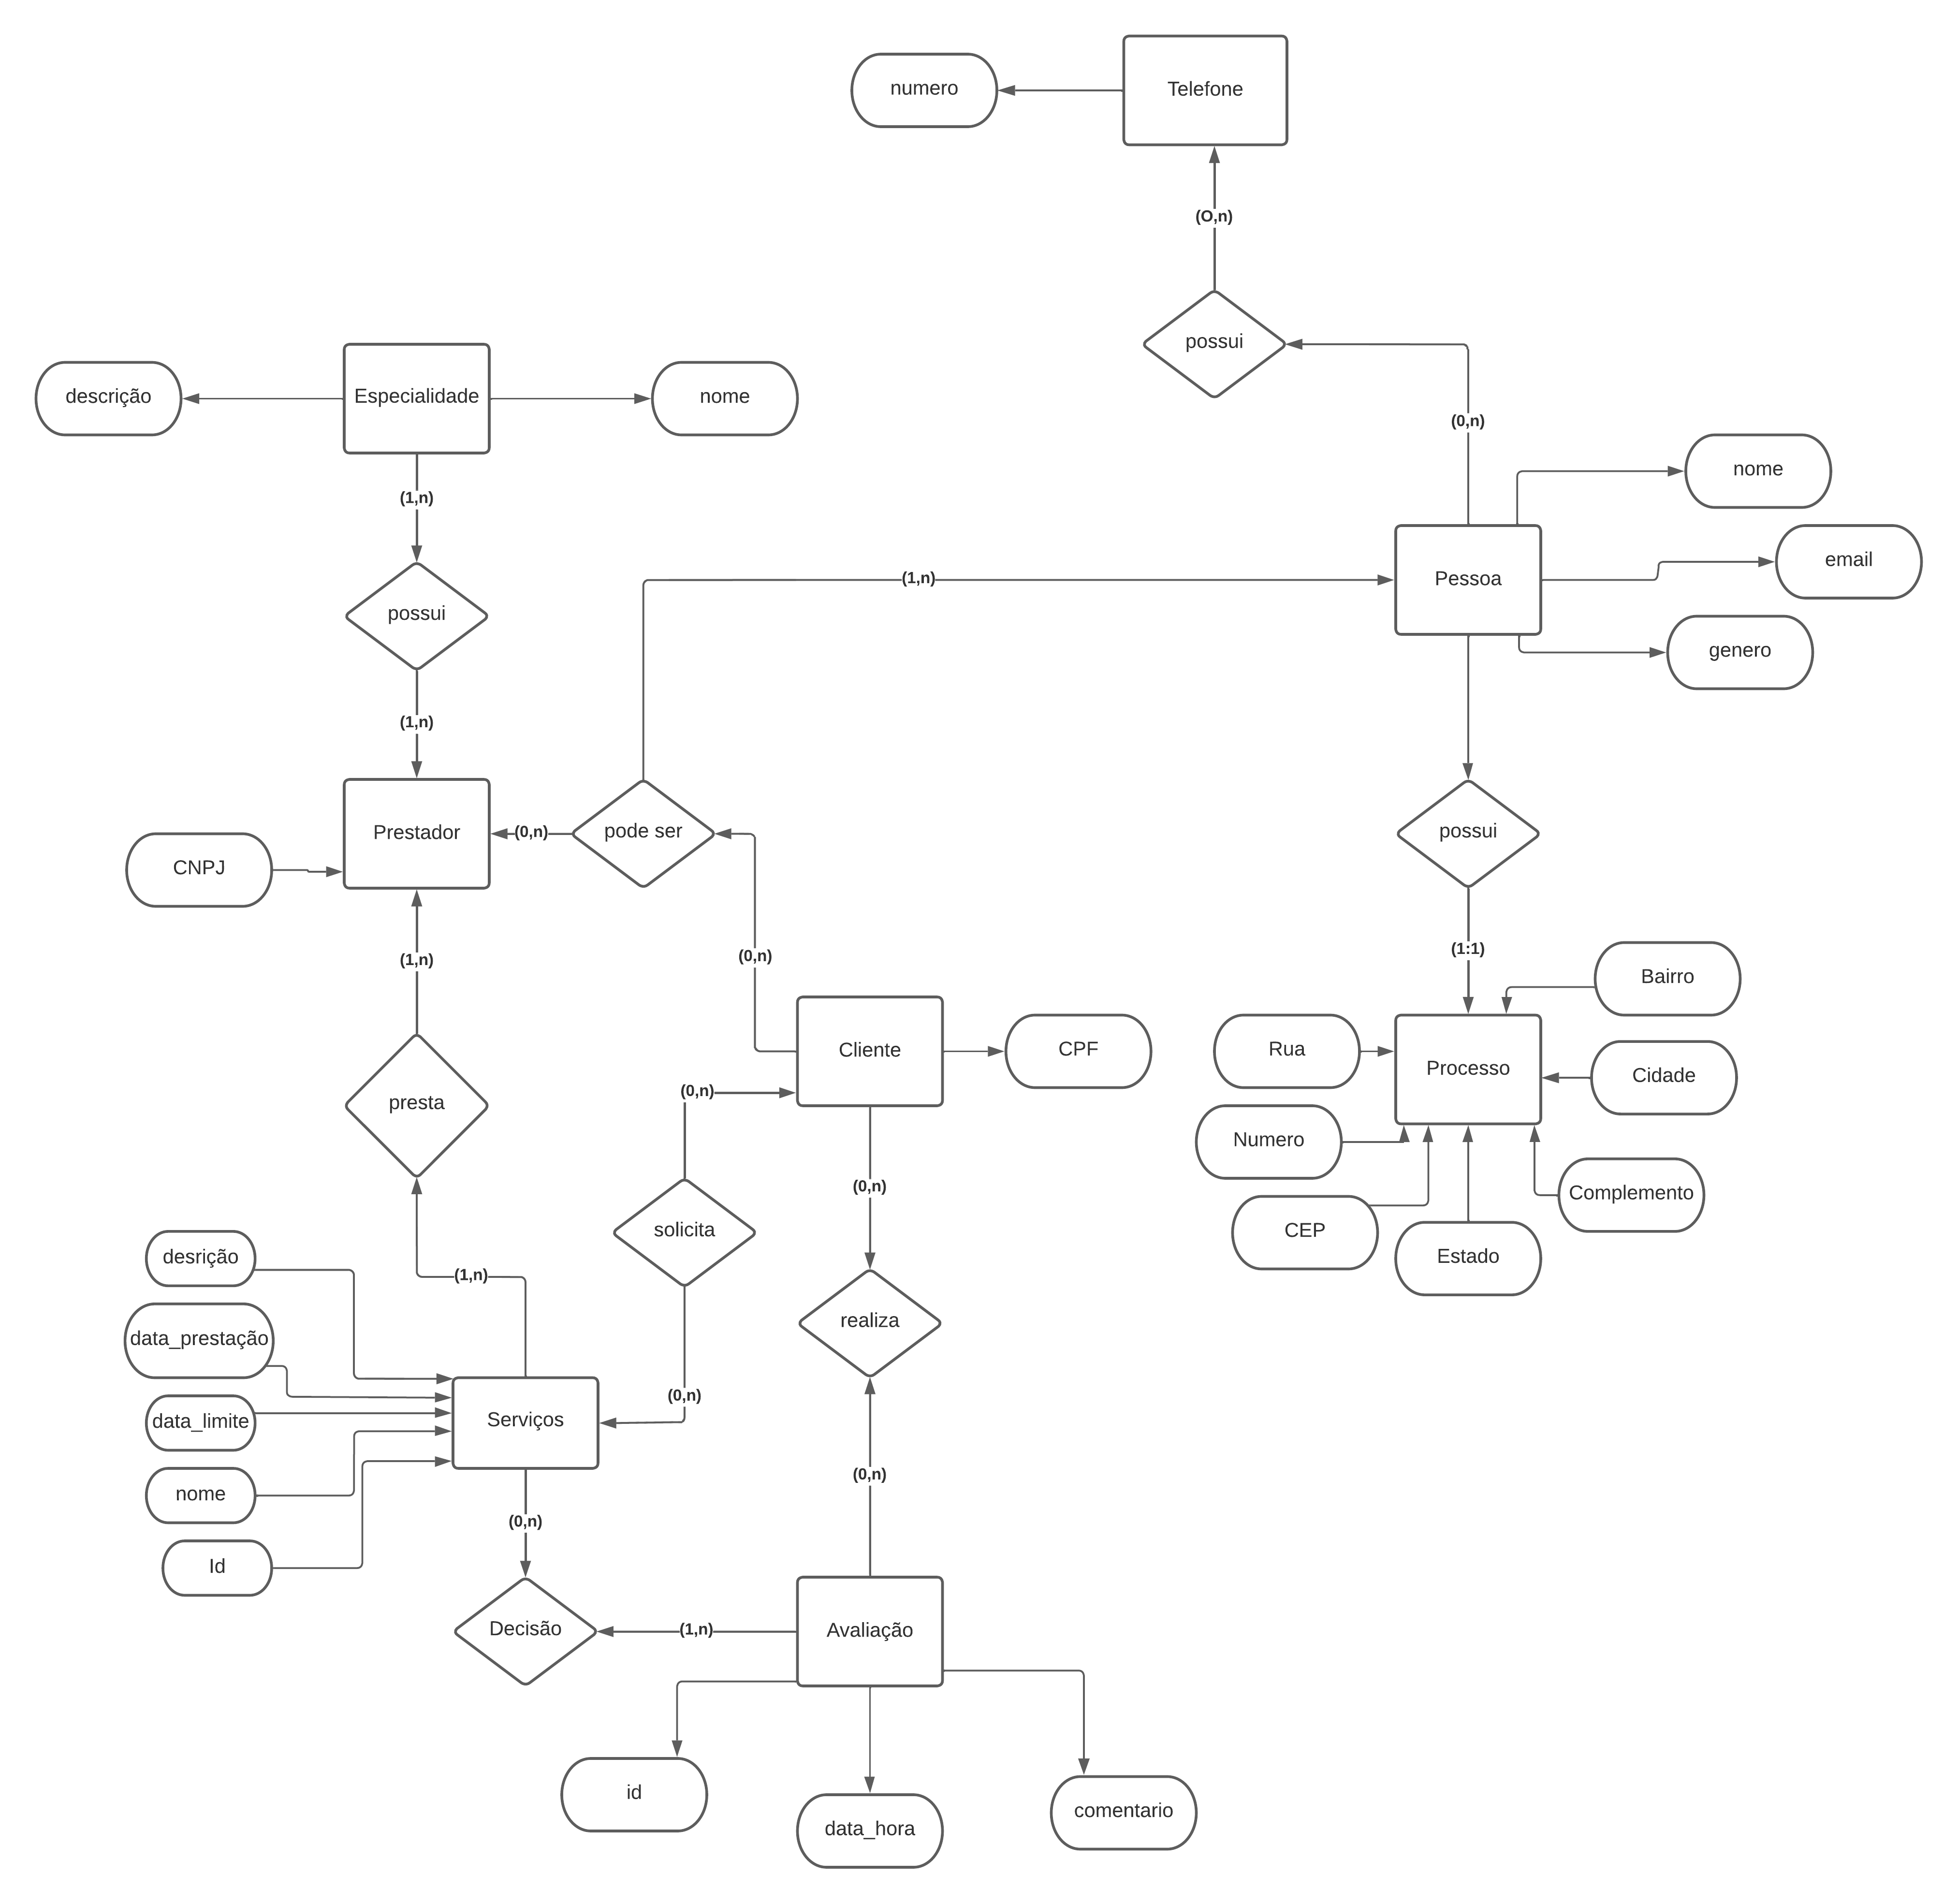 Telefone
numero
(O,n)
possui
Especialidade
descrição
nome
(0,n)
nome
(1,n)
email
(1,n)
Pessoa
possui
genero
(1,n)
Prestador
(0,n)
pode ser
possui
CNPJ
(1:1)
(0,n)
(1,n)
Bairro
Cliente
CPF
Rua
Processo
Cidade
(0,n)
presta
Numero
(0,n)
Complemento
solicita
CEP
desrição
Estado
(1,n)
realiza
data_prestação
(0,n)
data_limite
Serviços
(0,n)
nome
(0,n)
Id
Decisão
(1,n)
Avaliação
id
comentario
data_hora